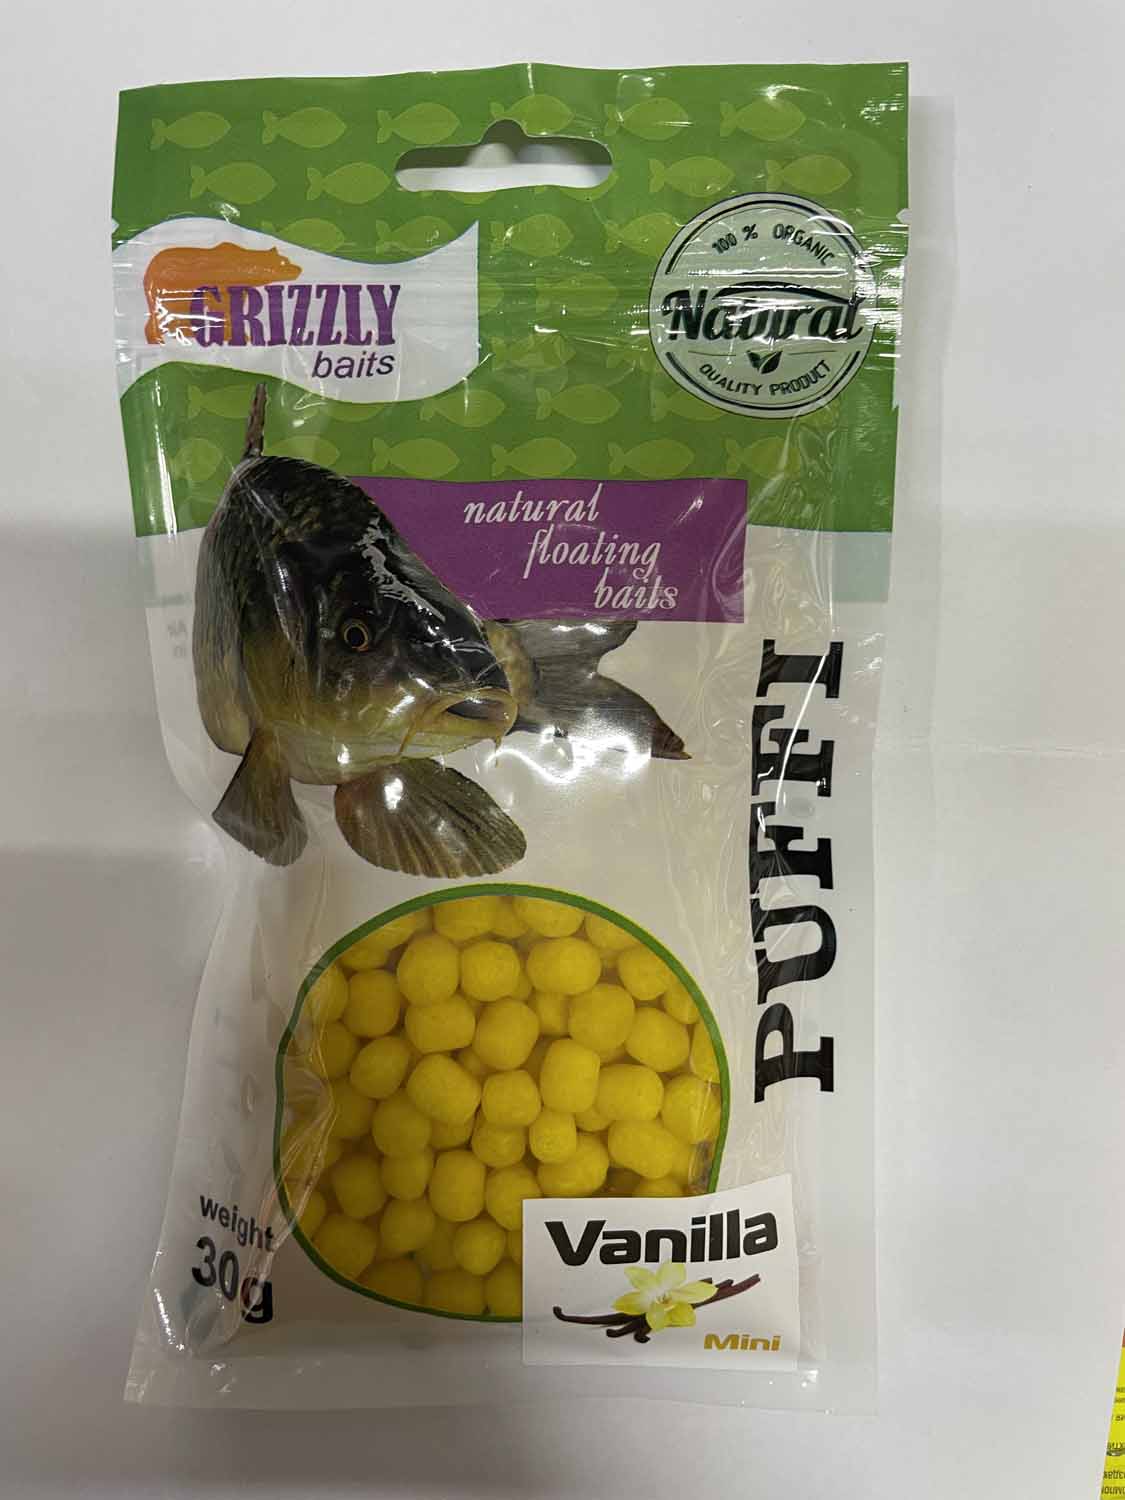 100 % ORGANIC
Natural
QUALITY PRODUCT
GRIZZLY
baits
natural
floating
baits
PUFFI
weight
30g
Vanilla
Mini